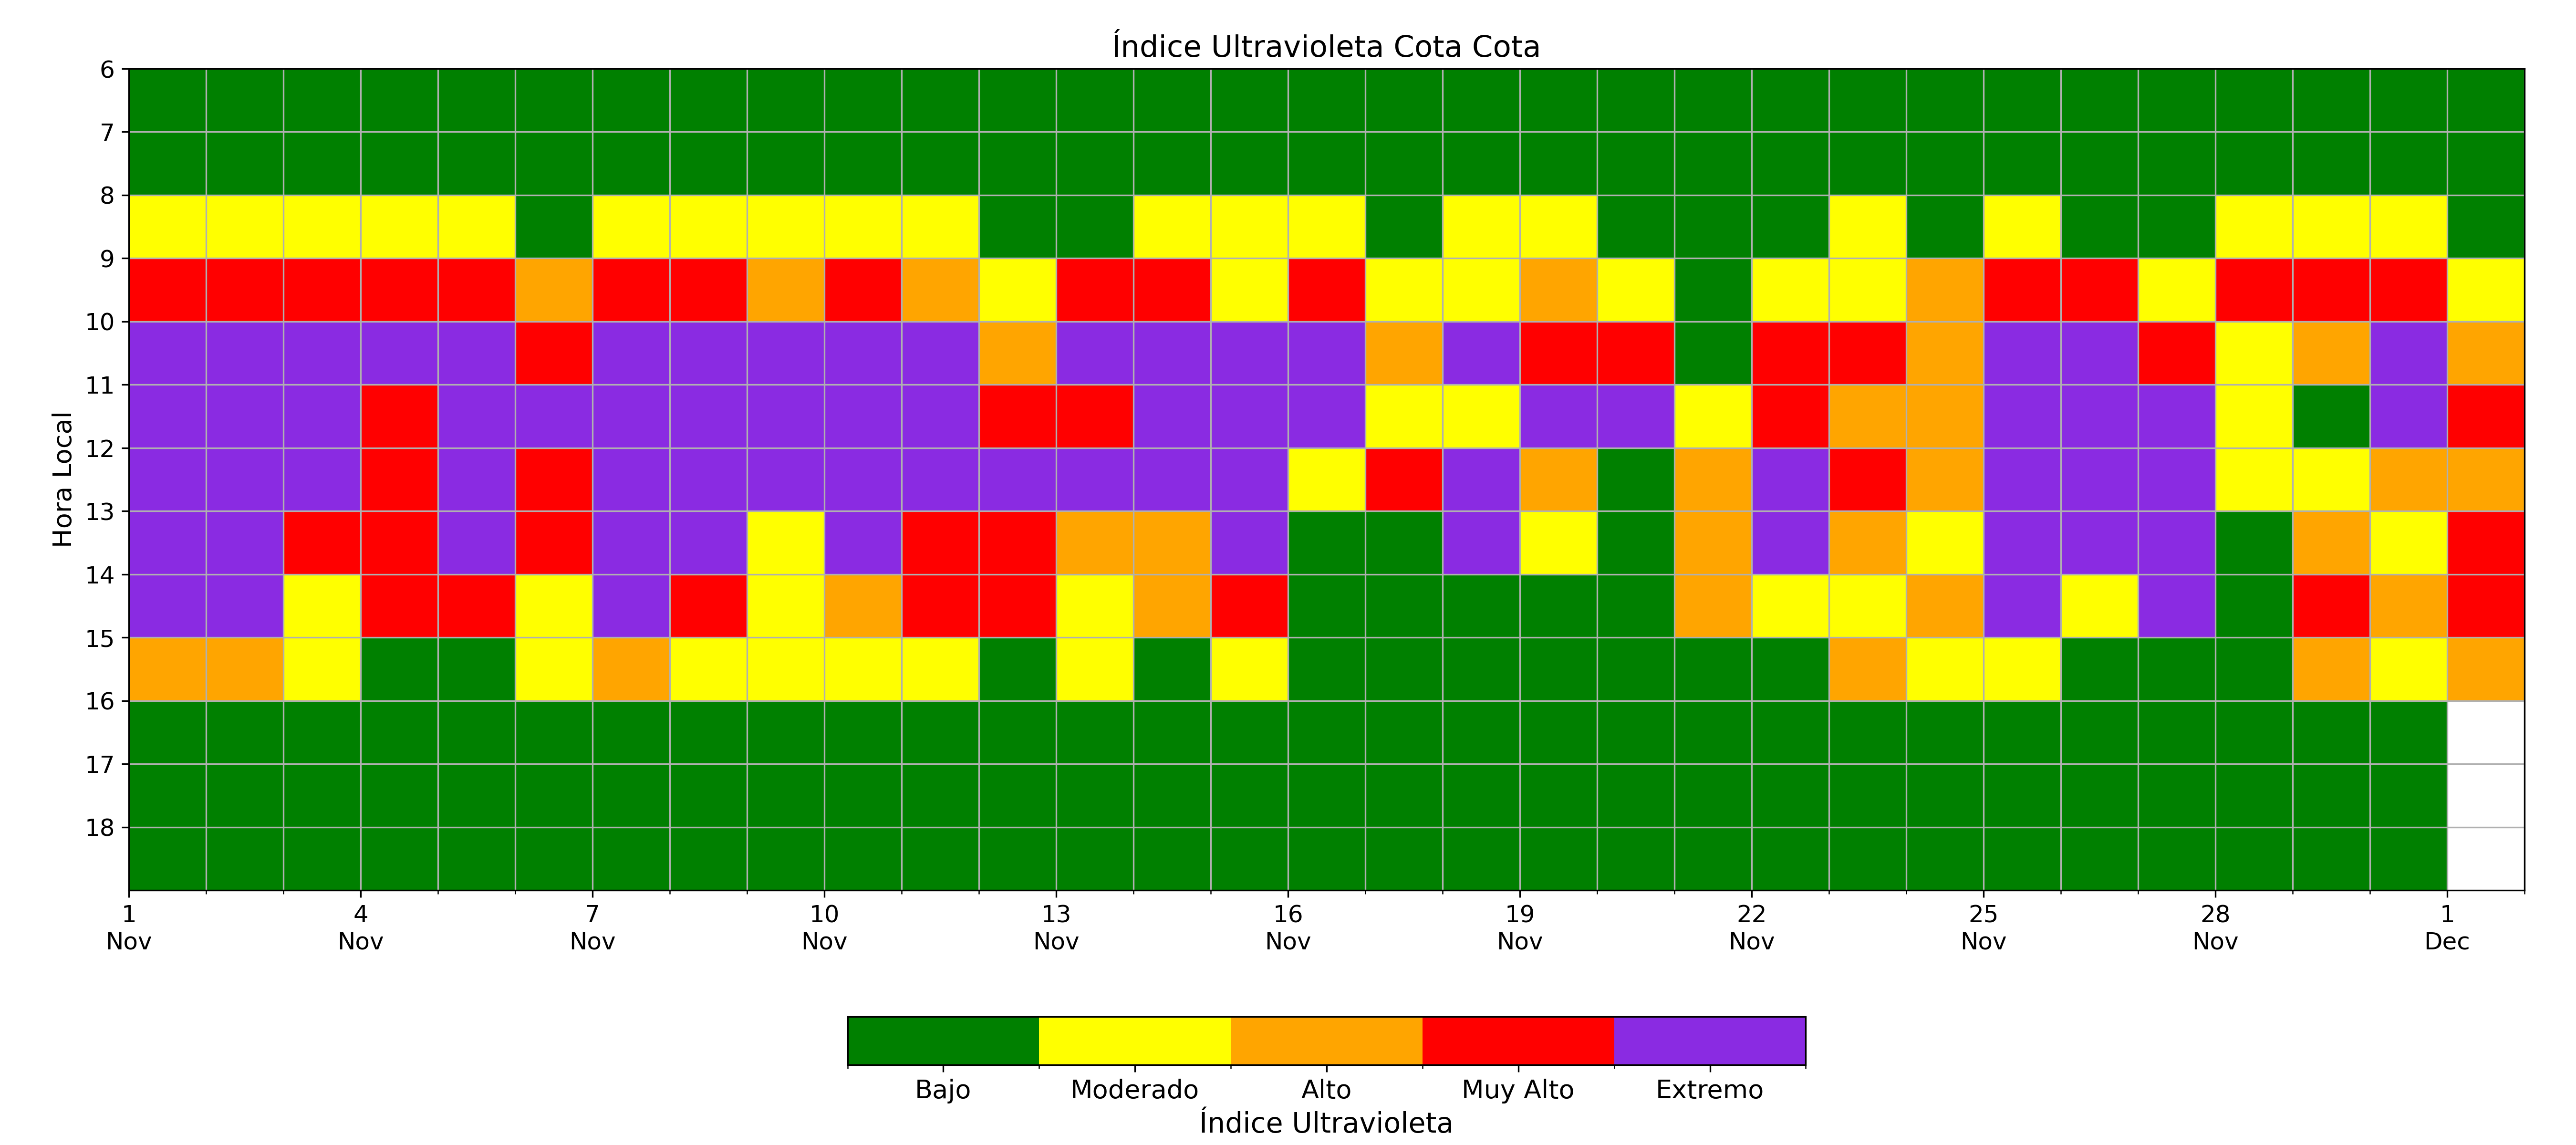 Índice Ultravioleta Cota Cota
Hora Local
6
7
8
9
10
11
12
13
14
15
16
17
18
1 4 7 10 13 16 19 22 25 28 1
Nov Nov Nov Nov Nov Nov Nov Nov Nov Nov Dec
Bajo Moderado Alto Muy Alto Extremo
Índice Ultravioleta